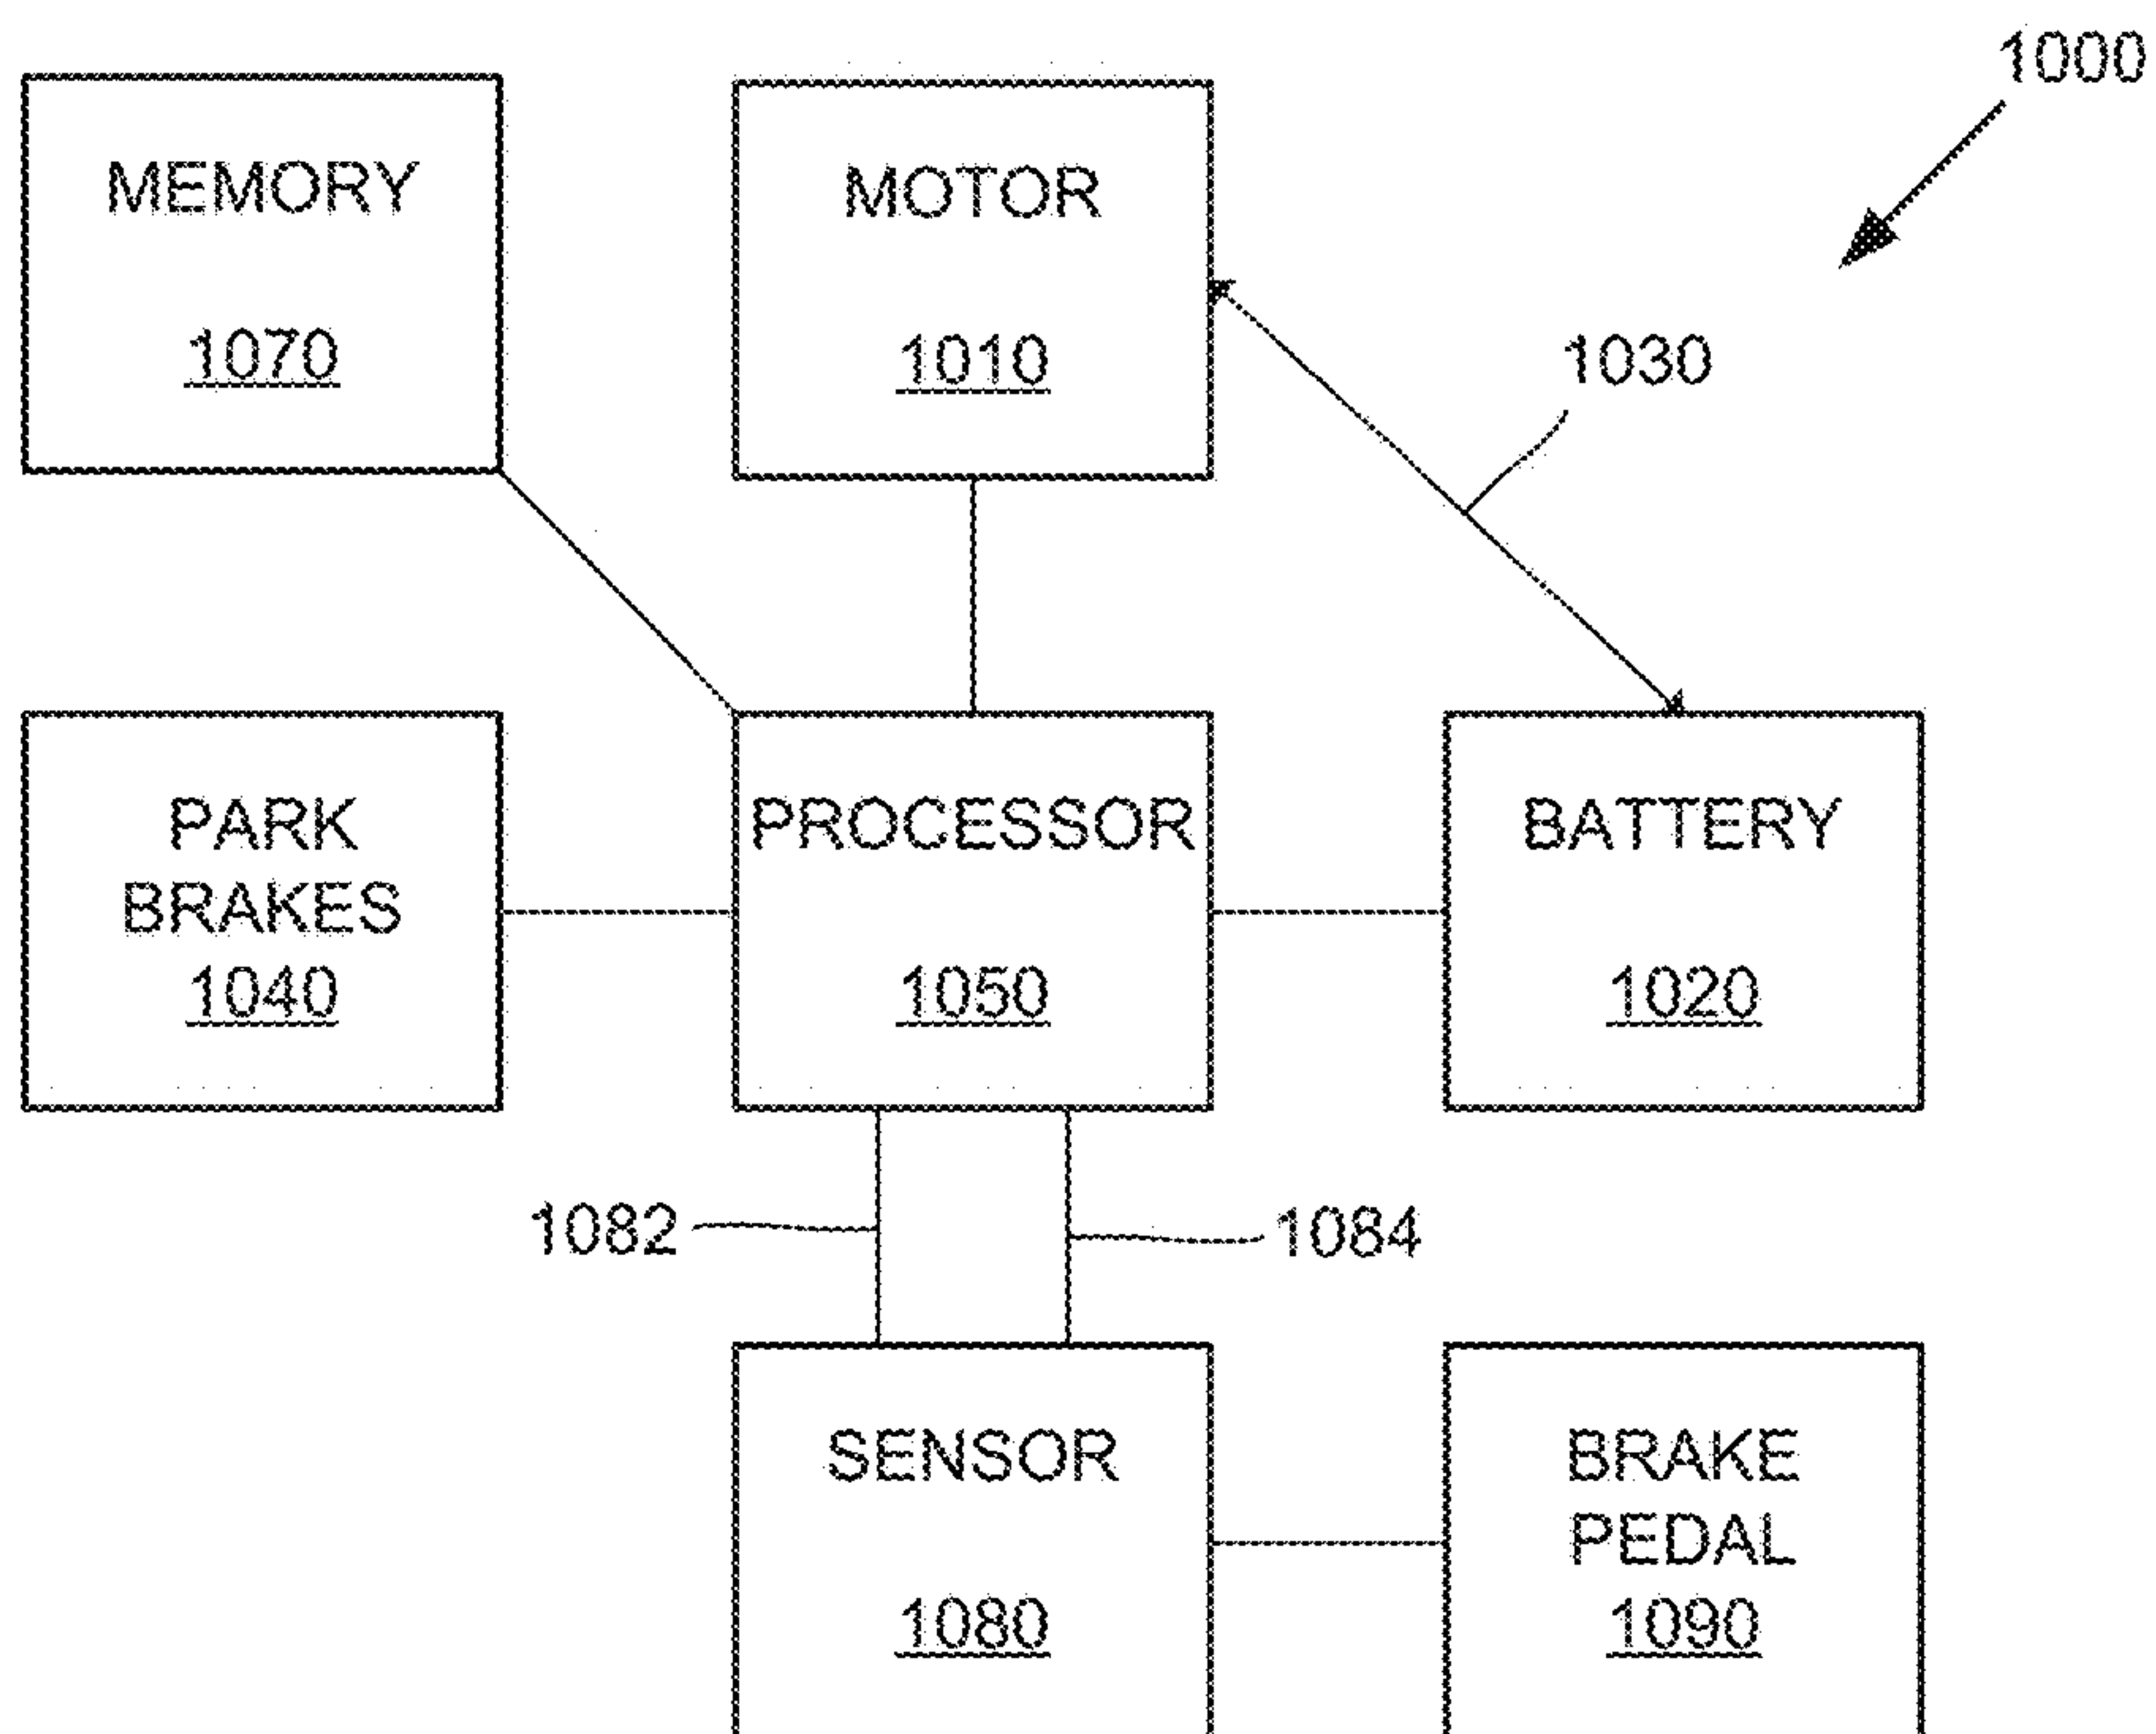 1000
MEMORY
1070
MOTOR
1010
1030
PARK
BRAKES
1040
PROCESSOR
1050
BATTERY
1020
1082
1084
SENSOR
1080
BRAKE
PEDAL
1090